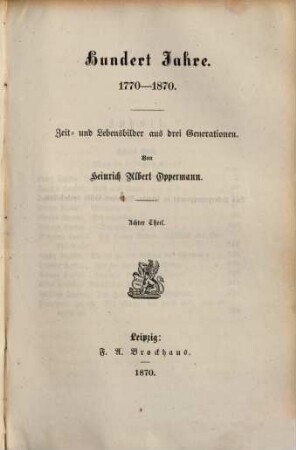 Hundert Jahre.
1770—1870.
Zeit- und Lebensbilder aus drei Generationen.
Von
Heinrich Albert Oppermann.
Achter Theil.
Leipzig:
F. A. Brockhaus.
1870.